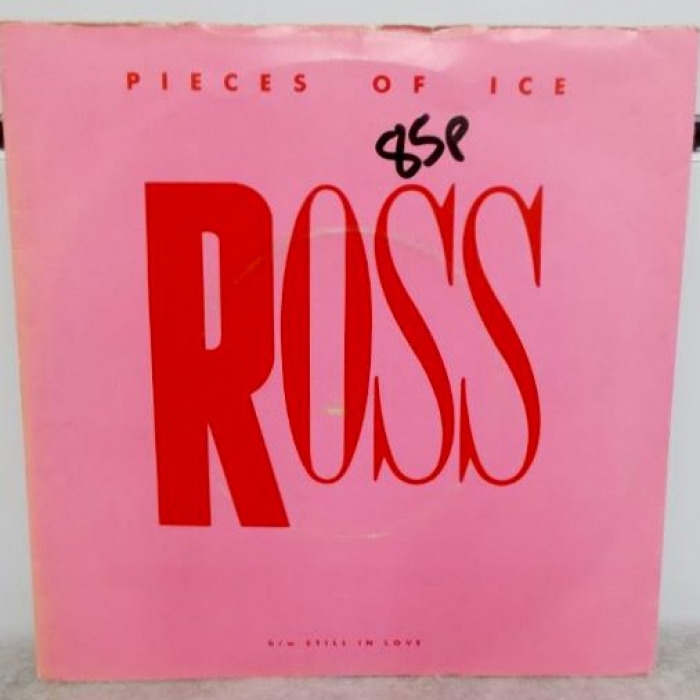 PIECES OF ICE
85P
ROSS
b/w STILL IN LOVE